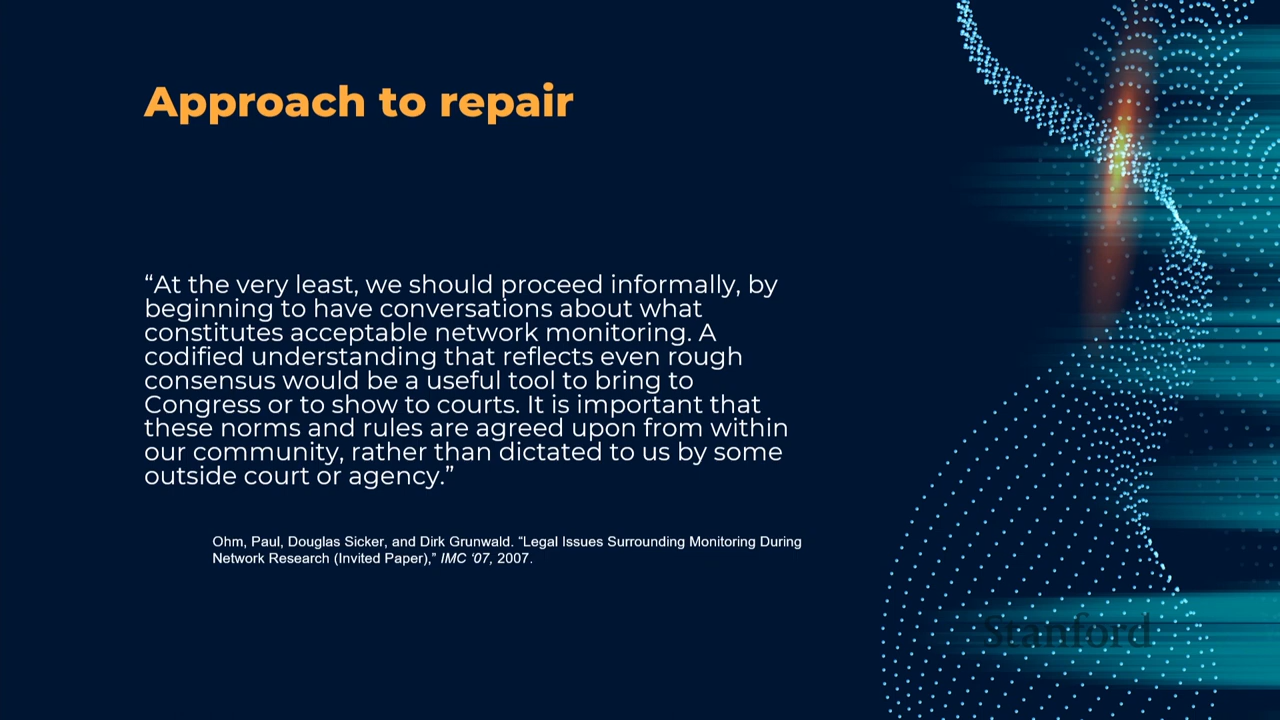 Approach to repair
“At the very least, we should proceed informally, by
beginning to have conversations about what
constitutes acceptable network monitoring. A
codified understanding that reflects even rough
consensus would be a useful tool to bring to
Congress or to show to courts. It is important that
these norms and rules are agreed upon from within
our community, rather than dictated to us by some
outside court or agency.”
Ohm, Paul, Douglas Sicker, and Dirk Grunwald. “Legal Issues Surrounding Monitoring During
Network Research (Invited Paper),” IMC ‘07, 2007.
Stanford